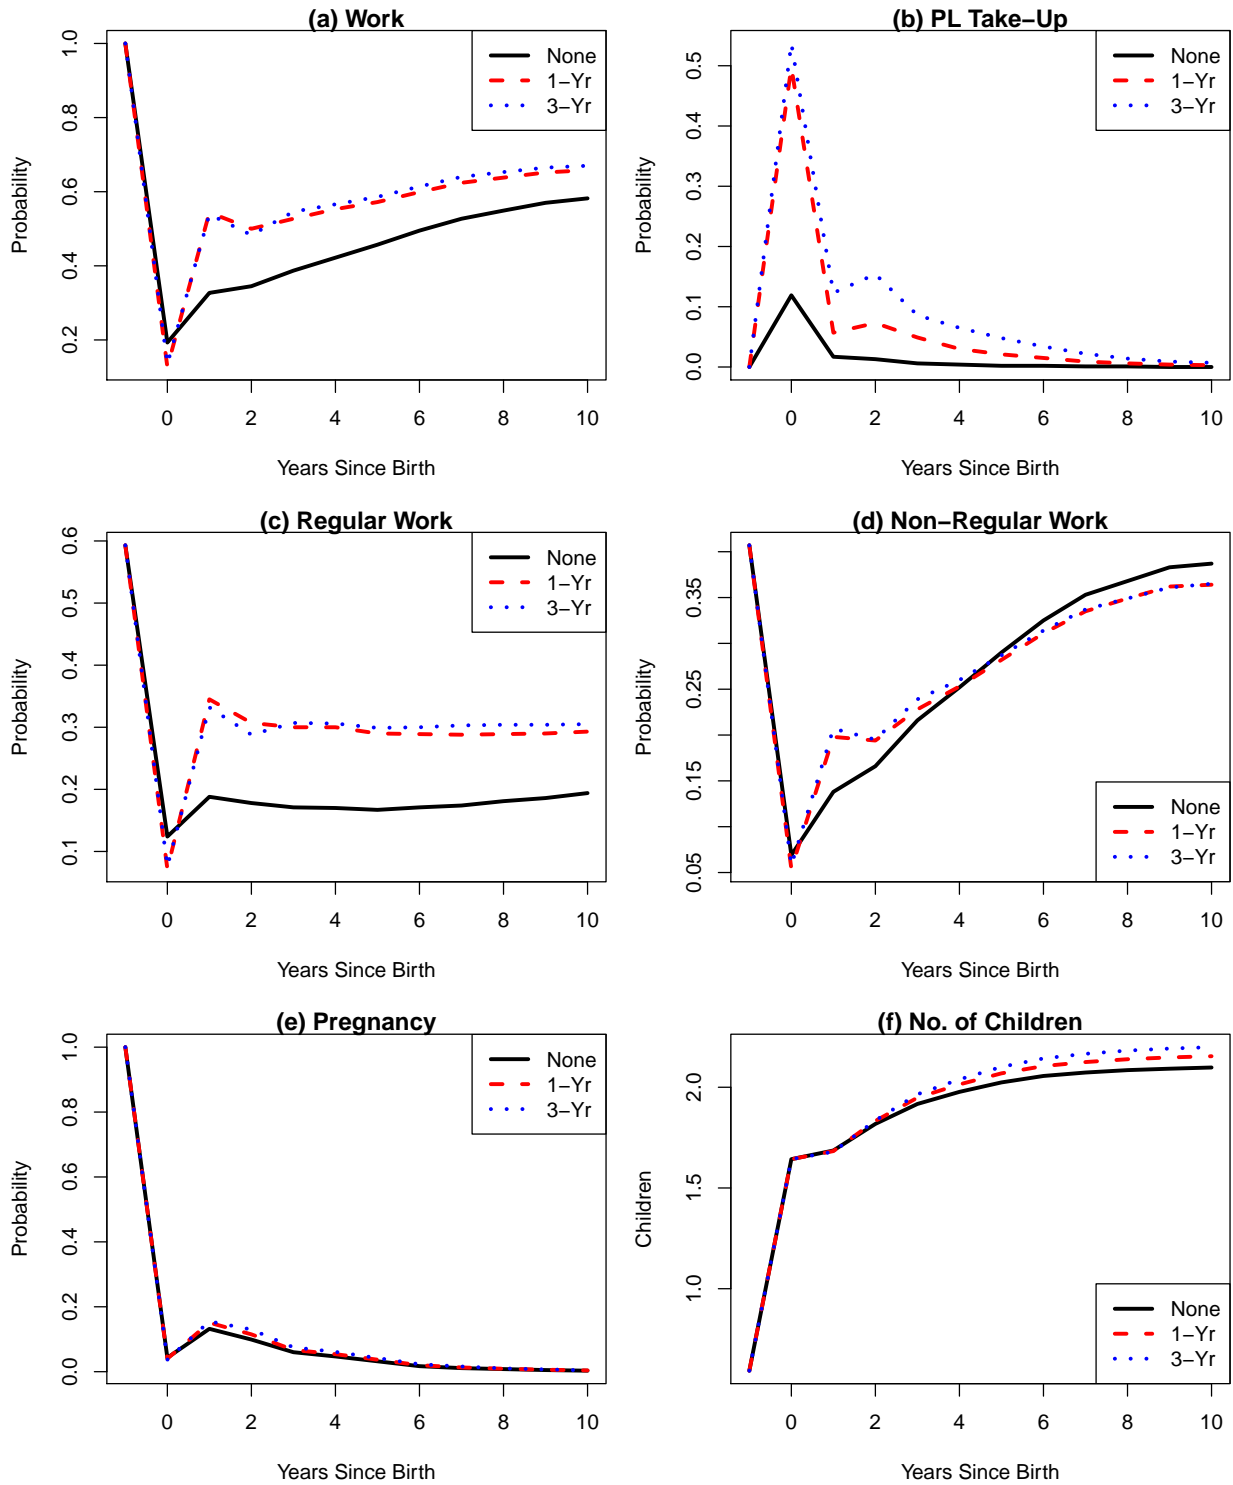 (a) Work
Probability
1.0
0.8
0.6
0.4
0.2
None
1−Yr
3−Yr
0 2 4 6 8 10
Years Since Birth
(b) PL Take−Up
Probability
0.5
0.4
0.3
0.2
0.1
0.0
None
1−Yr
3−Yr
0 2 4 6 8 10
Years Since Birth
(c) Regular Work
Probability
0.6
0.5
0.4
0.3
0.2
0.1
None
1−Yr
3−Yr
0 2 4 6 8 10
Years Since Birth
(d) Non−Regular Work
Probability
0.35
0.25
0.15
0.05
None
1−Yr
3−Yr
0 2 4 6 8 10
Years Since Birth
(e) Pregnancy
Probability
1.0
0.8
0.6
0.4
0.2
0.0
None
1−Yr
3−Yr
0 2 4 6 8 10
Years Since Birth
(f) No. of Children
Children
2.0
1.5
1.0
None
1−Yr
3−Yr
0 2 4 6 8 10
Years Since Birth